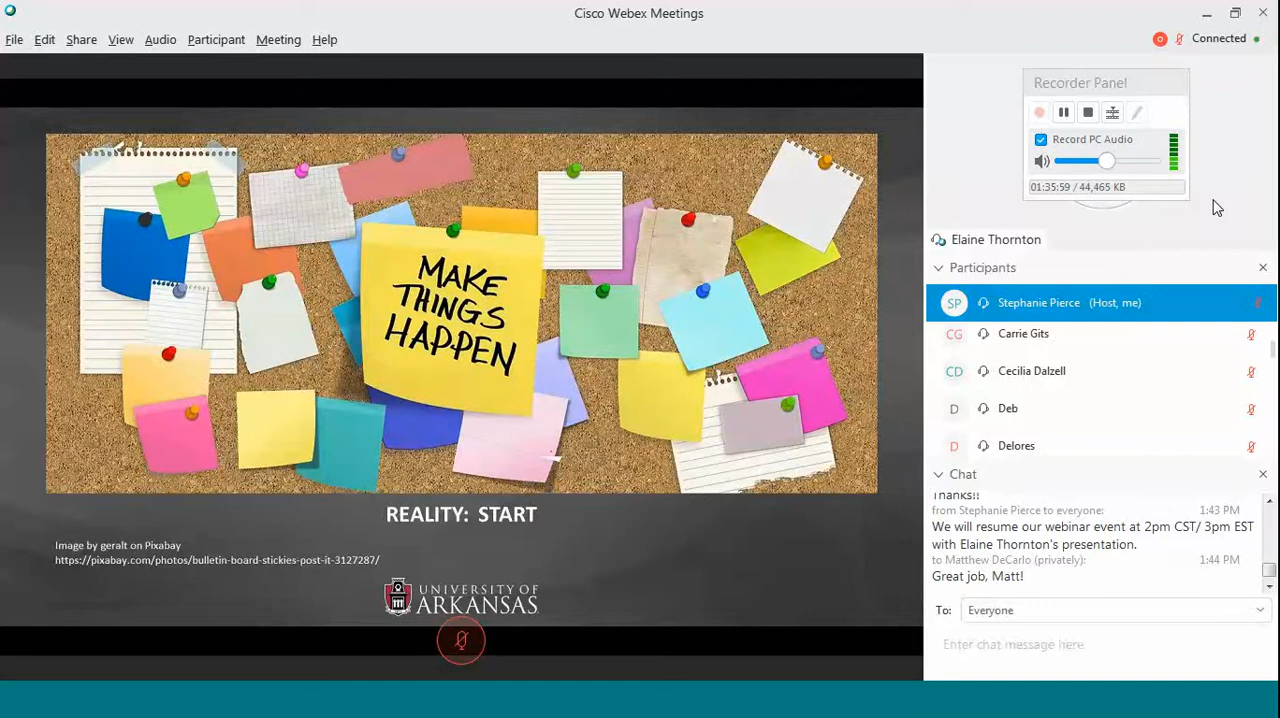 Cisco Webex Meetings
File Edit Share View Audio Participant Meeting Help
Connected
MAKE
THINGS
HAPPEN
REALITY: START
Image by geralt on Pixabay
https://pixabay.com/photos/bulletin-board-stickies-post-it-3127287/
UNIVERSITY OF
ARKANSAS
Recorder Panel
Record PC Audio
01:35:59 / 44,465 KB
Elaine Thornton
Participants
SP Stephanie Pierce (Host, me)
CG Carrie Gits
CD Cecilia Dalzell
D Deb
D Delores
Chat
Thanks!!
from Stephanie Pierce to everyone: 1:43 PM
We will resume our webinar event at 2pm CST/ 3pm EST
with Elaine Thornton's presentation.
to Matthew DeCarlo (privately): 1:44 PM
Great job, Matt!
To: Everyone
Enter chat message here